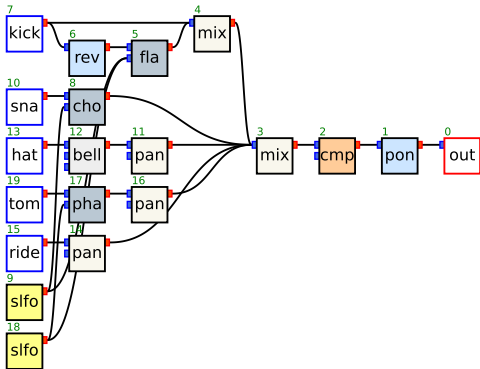 7
kick
6
rev
5
fla
4
mix
10
sna
8
cho
13
hat
12
bell
11
pan
3
mix
2
cmp
1
pon
0
out
19
tom
17
pha
16
pan
15
ride
14
pan
9
slfo
18
slfo